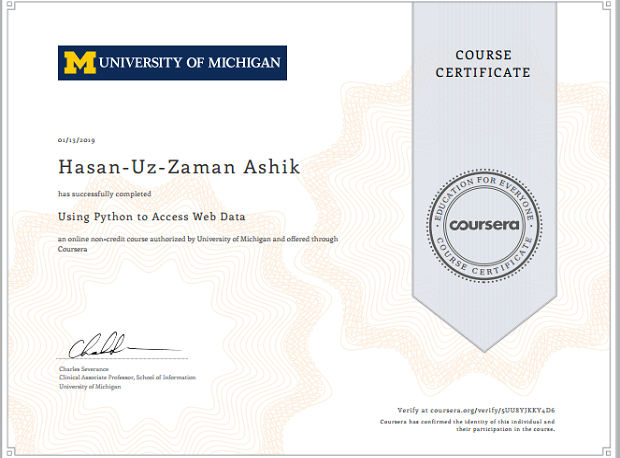 M UNIVERSITY OF MICHIGAN
COURSE
CERTIFICATE
01/13/2019
Hasan-Uz-Zaman Ashik
has successfully completed
Using Python to Access Web Data
an online non-credit course authorized by University of Michigan and offered through
Coursera
EDUCATION FOR EVERYONE
coursera
COURSE CERTIFICATE
Charles Severance
Clinical Associate Professor, School of Information
University of Michigan
Verify at coursera.org/verify/5UU8YJKKY4D6
Coursera has confirmed the identity of this individual and
their participation in the course.